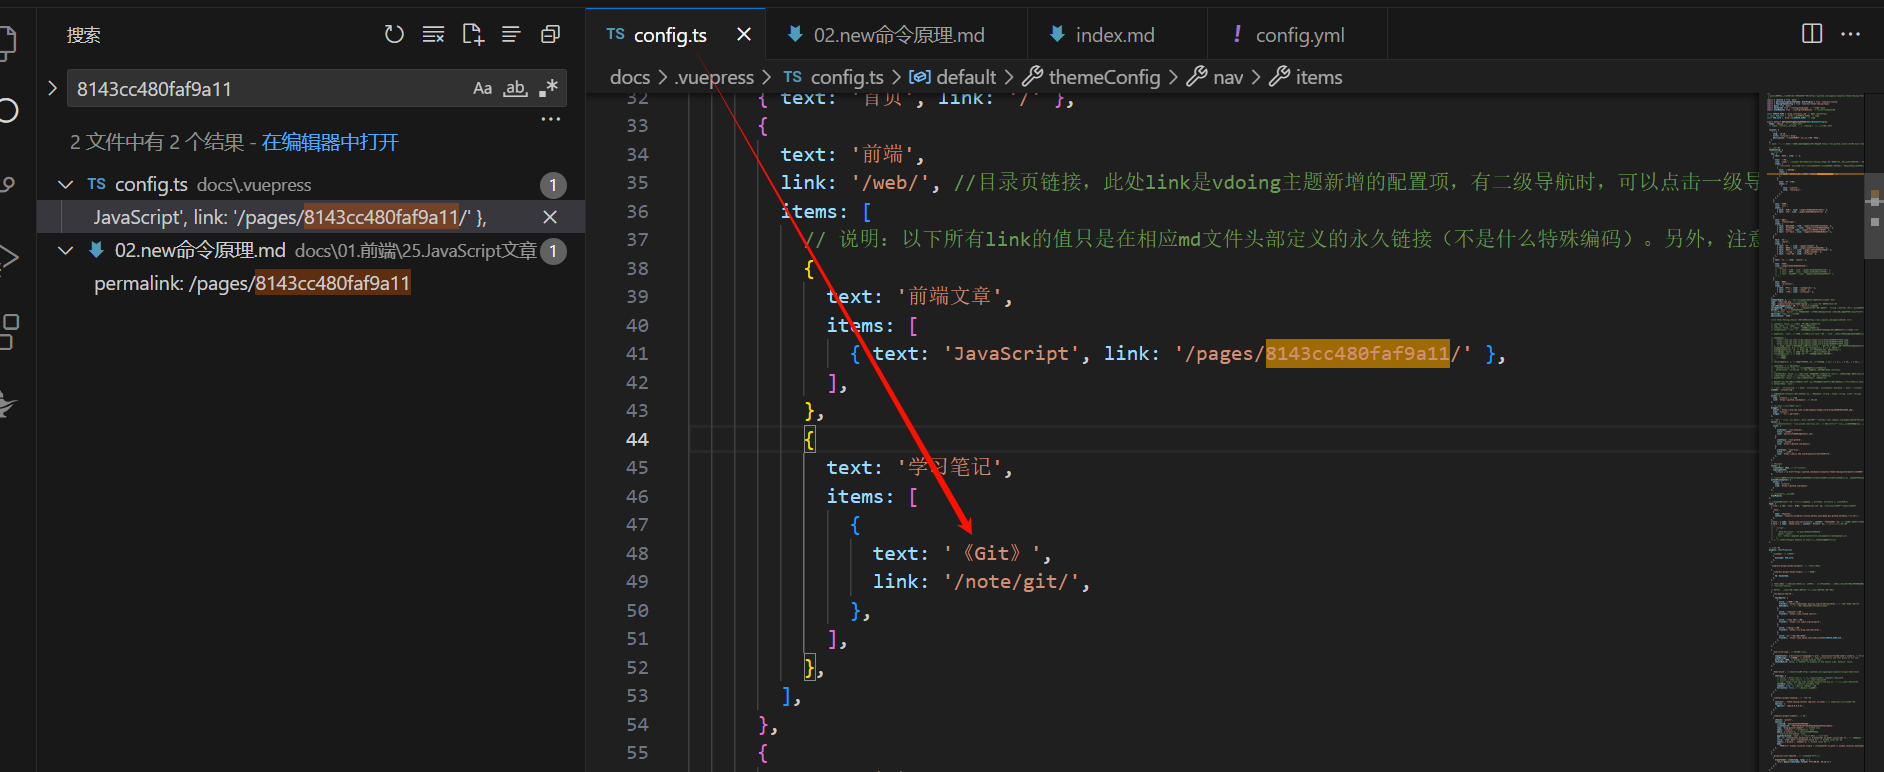 搜索
8143cc480faf9a11
Aa ab .*
2 文件中有 2 个结果 - 在编辑器中打开
TS config.ts docs\.vuepress 1
JavaScript', link: '/pages/8143cc480faf9a11/' },
02.new命令原理.md docs\01.前端\25.JavaScript文章 1
permalink: /pages/8143cc480faf9a11
TS config.ts 02.new命令原理.md index.md ! config.yml
docs > .vuepress > TS config.ts > default > themeConfig > nav > items
32 { text: '首页', link: '/' },
33 {
34 text: '前端',
35 link: '/web/', //目录页链接，此处link是vdoing主题新增的配置项，有二级导航时，可以点击一级导
36 items: [
37 // 说明：以下所有link的值只是在相应md文件头部定义的永久链接（不是什么特殊编码）。另外，注意
38 {
39 text: '前端文章',
40 items: [
41 { text: 'JavaScript', link: '/pages/8143cc480faf9a11/' },
42 ],
43 },
44 {
45 text: '学习笔记',
46 items: [
47 {
48 text: '《Git》',
49 link: '/note/git/',
50 },
51 ],
52 },
53 ],
54 },
55 {